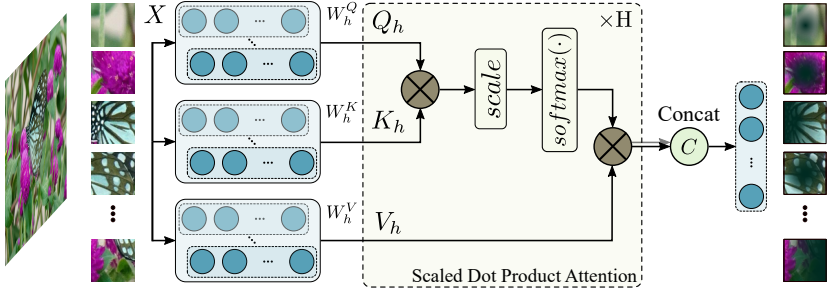 X
W_h^Q
Q_h
×H
W_h^K
K_h
scale
softmax(·)
Concat
C
W_h^V
V_h
Scaled Dot Product Attention